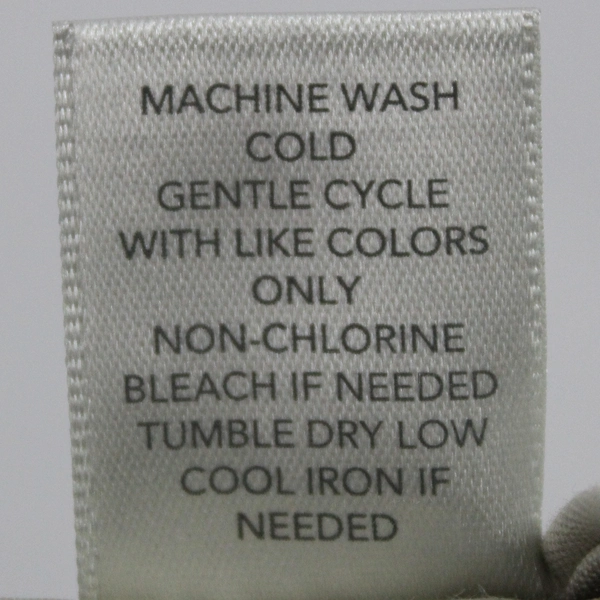 MACHINE WASH
COLD
GENTLE CYCLE
WITH LIKE COLORS
ONLY
NON-CHLORINE
BLEACH IF NEEDED
TUMBLE DRY LOW
COOL IRON IF
NEEDED